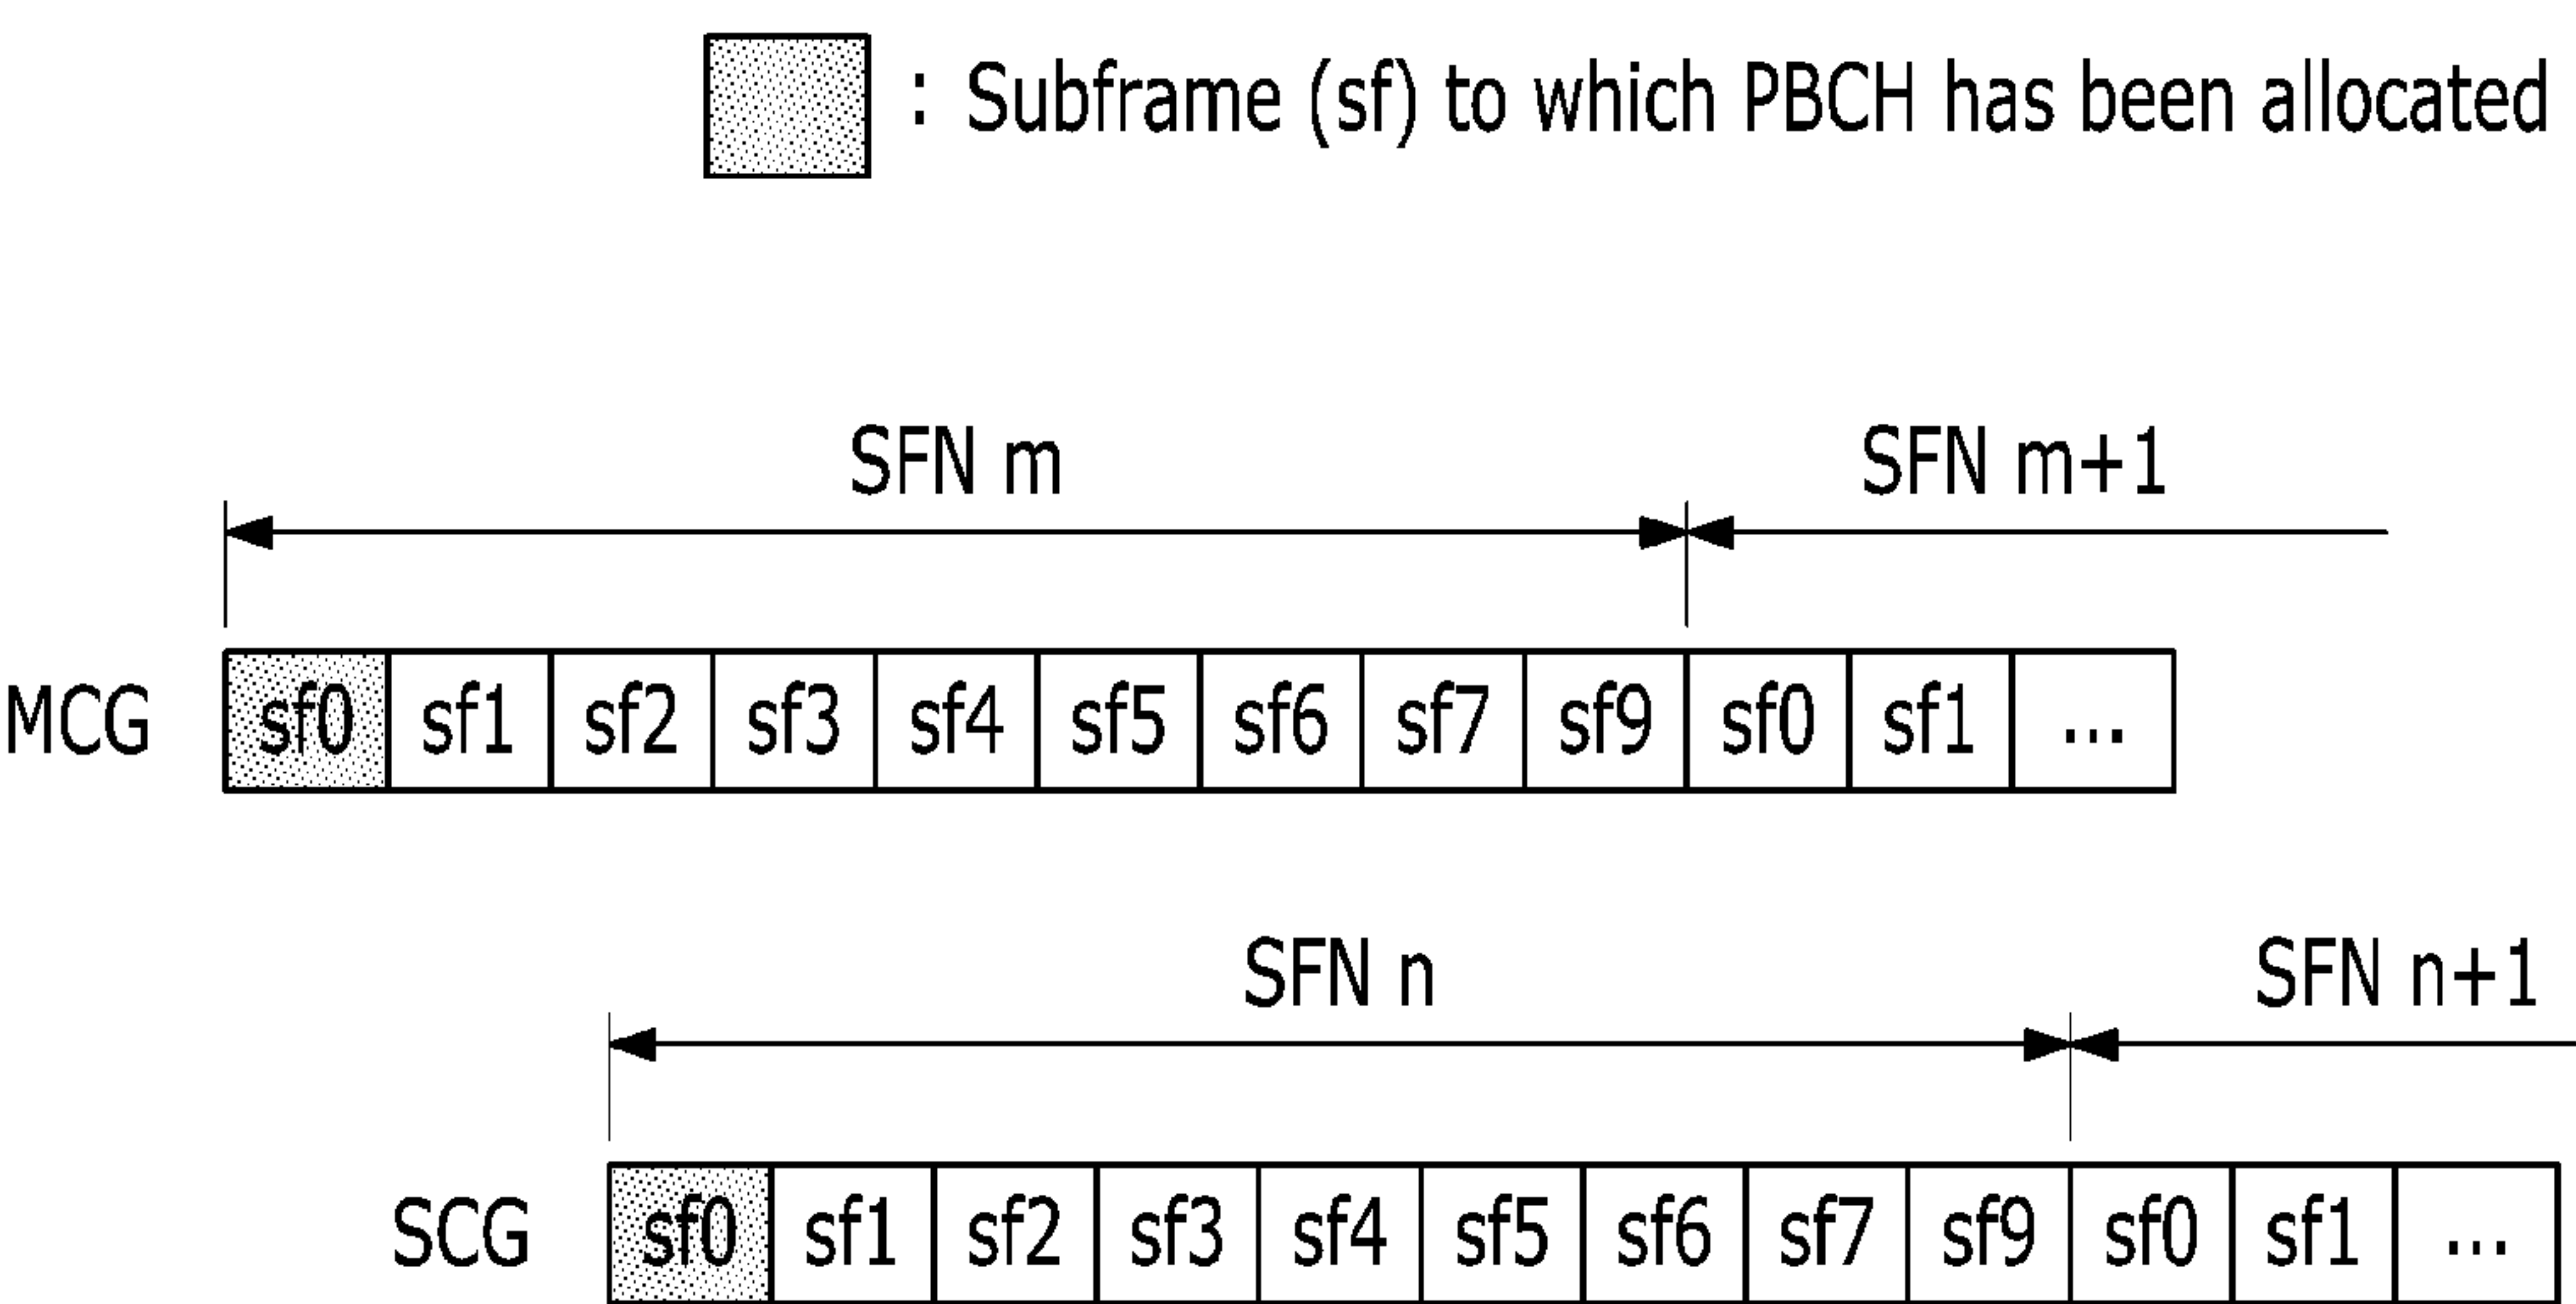 : Subframe (sf) to which PBCH has been allocated
SFN m SFN m+1
MCG sf0 sf1 sf2 sf3 sf4 sf5 sf6 sf7 sf9 sf0 sf1 ...
SFN n SFN n+1
SCG sf0 sf1 sf2 sf3 sf4 sf5 sf6 sf7 sf9 sf0 sf1 ...